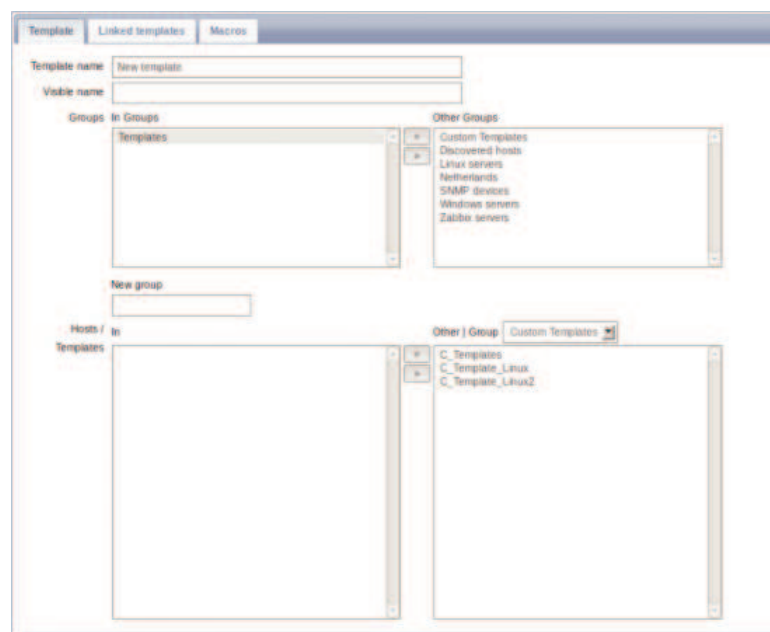 Template Linked templates Macros
Template name New template
Visible name
Groups In Groups Other Groups
Templates Custom Templates
Discovered hosts
Linux servers
Netherlands
SNMP devices
Windows servers
Zabbix servers
New group
Hosts / In Other | Group Custom Templates
Templates
C_Templates
C_Template_Linux
C_Template_Linux2